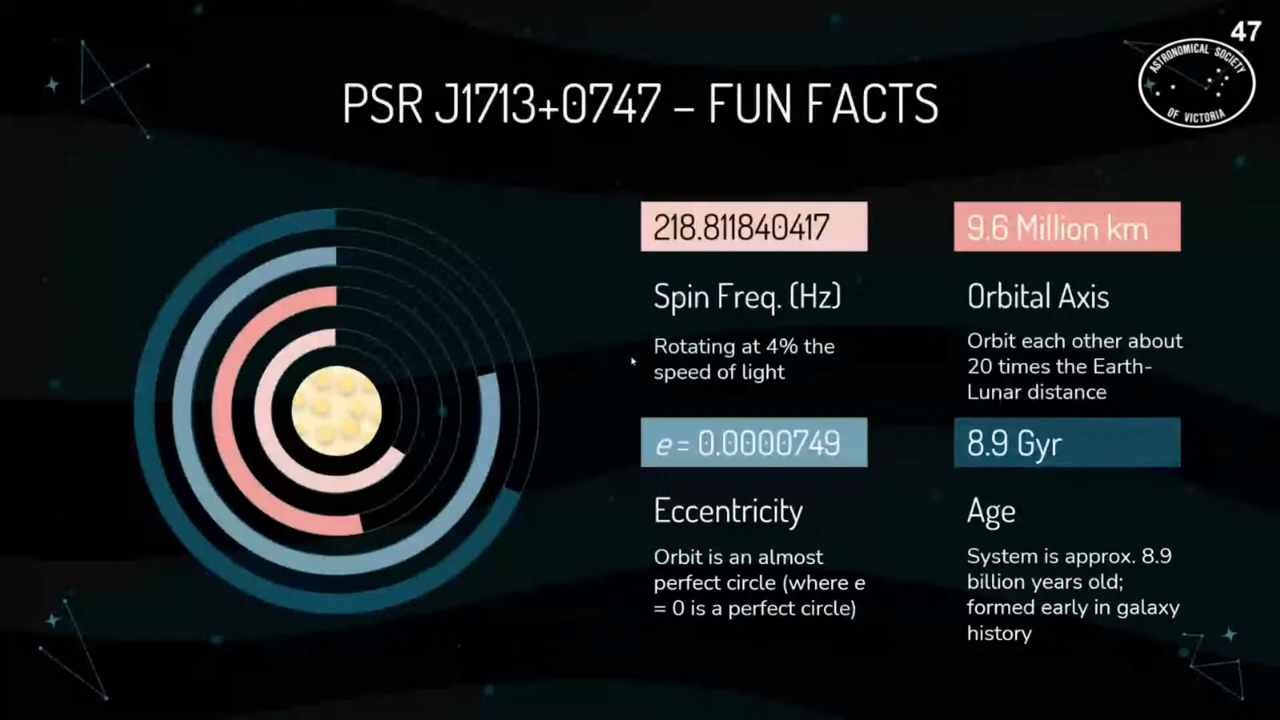 47
ASTRONOMICAL SOCIETY
OF VICTORIA
PSR J1713+0747 – FUN FACTS
218.811840417
Spin Freq. (Hz)
Rotating at 4% the
speed of light
9.6 Million km
Orbital Axis
Orbit each other about
20 times the Earth-
Lunar distance
e = 0.0000749
Eccentricity
Orbit is an almost
perfect circle (where e
= 0 is a perfect circle)
8.9 Gyr
Age
System is approx. 8.9
billion years old;
formed early in galaxy
history